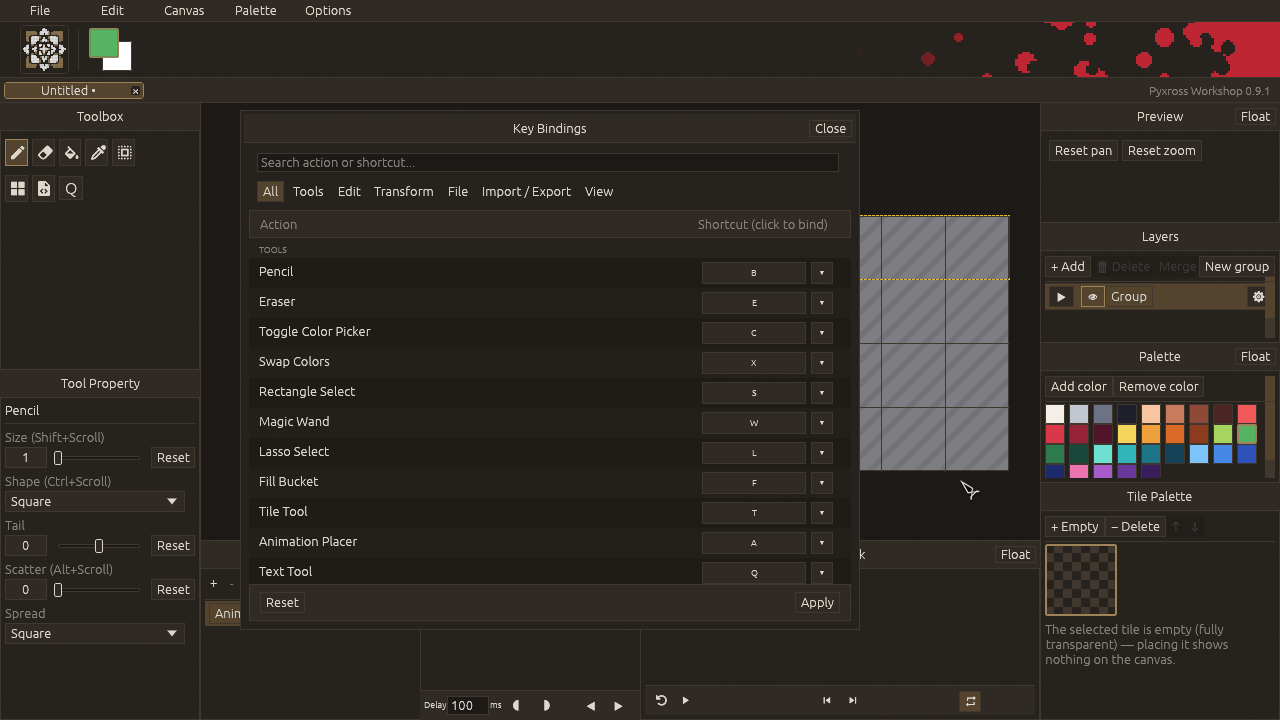 File Edit Canvas Palette Options
Untitled •
Pyxross Workshop 0.9.1
Toolbox
Q
Tool Property
Pencil
Size (Shift+Scroll)
1 Reset
Shape (Ctrl+Scroll)
Square
Tail
0 Reset
Scatter (Alt+Scroll)
0 Reset
Spread
Square
Key Bindings Close
Search action or shortcut...
All Tools Edit Transform File Import / Export View
Action Shortcut (click to bind)
TOOLS
Pencil B
Eraser E
Toggle Color Picker C
Swap Colors X
Rectangle Select S
Magic Wand W
Lasso Select L
Fill Bucket F
Tile Tool T
Animation Placer A
Text Tool Q
Reset Apply
k Float
+ -
Anim
Delay 100 ms
Preview Float
Reset pan Reset zoom
Layers
+ Add Delete Merge New group
Group
Palette Float
Add color Remove color
Tile Palette
+ Empty − Delete ↑ ↓
The selected tile is empty (fully
transparent) — placing it shows
nothing on the canvas.